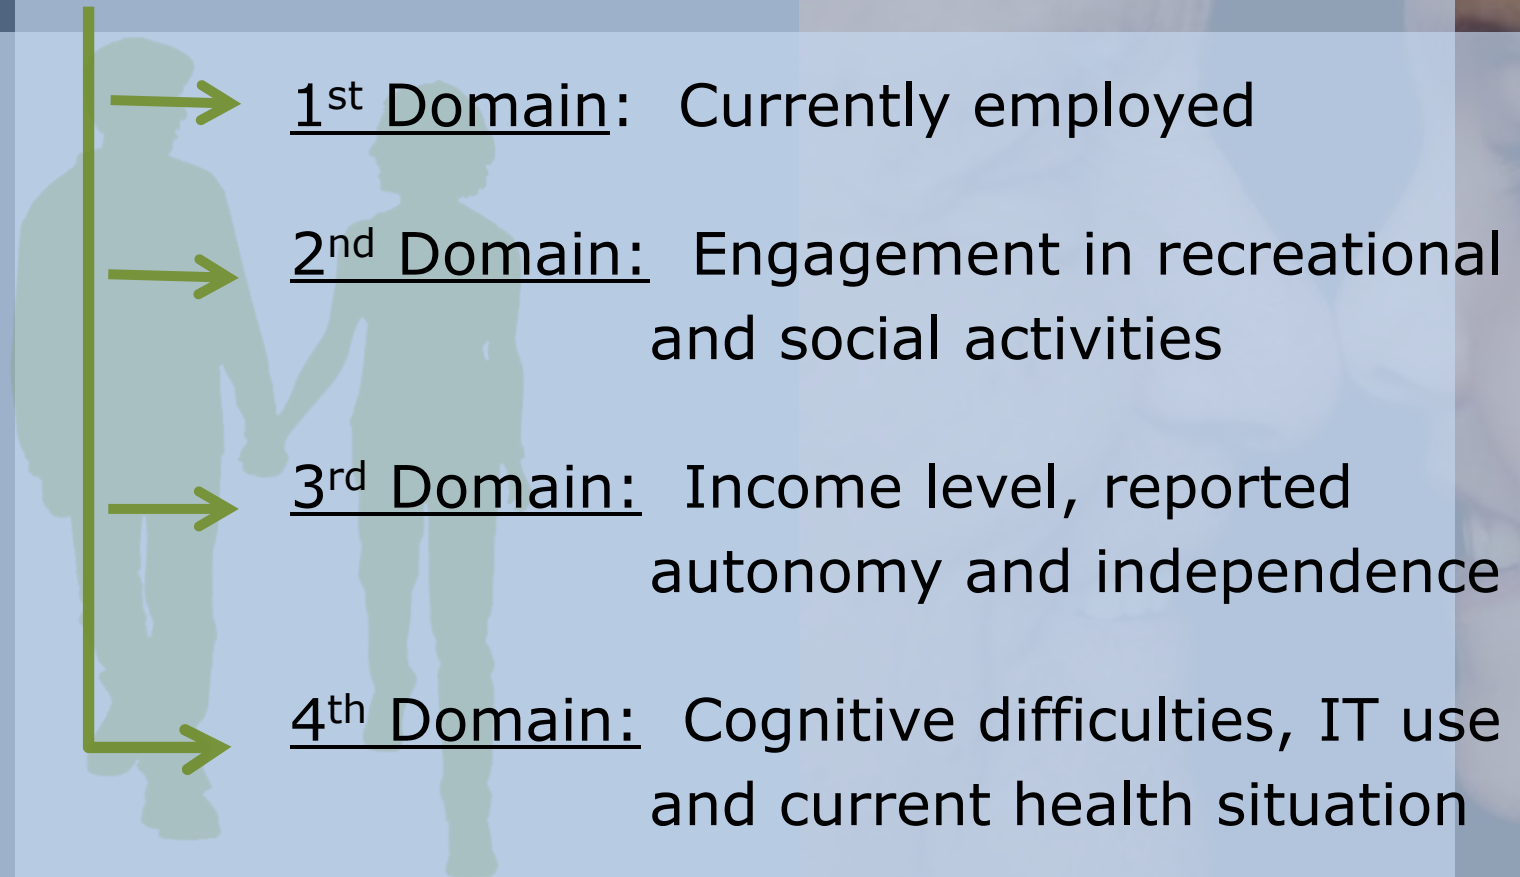 1st Domain: Currently employed
2nd Domain: Engagement in recreational
and social activities
3rd Domain: Income level, reported
autonomy and independence
4th Domain: Cognitive difficulties, IT use
and current health situation